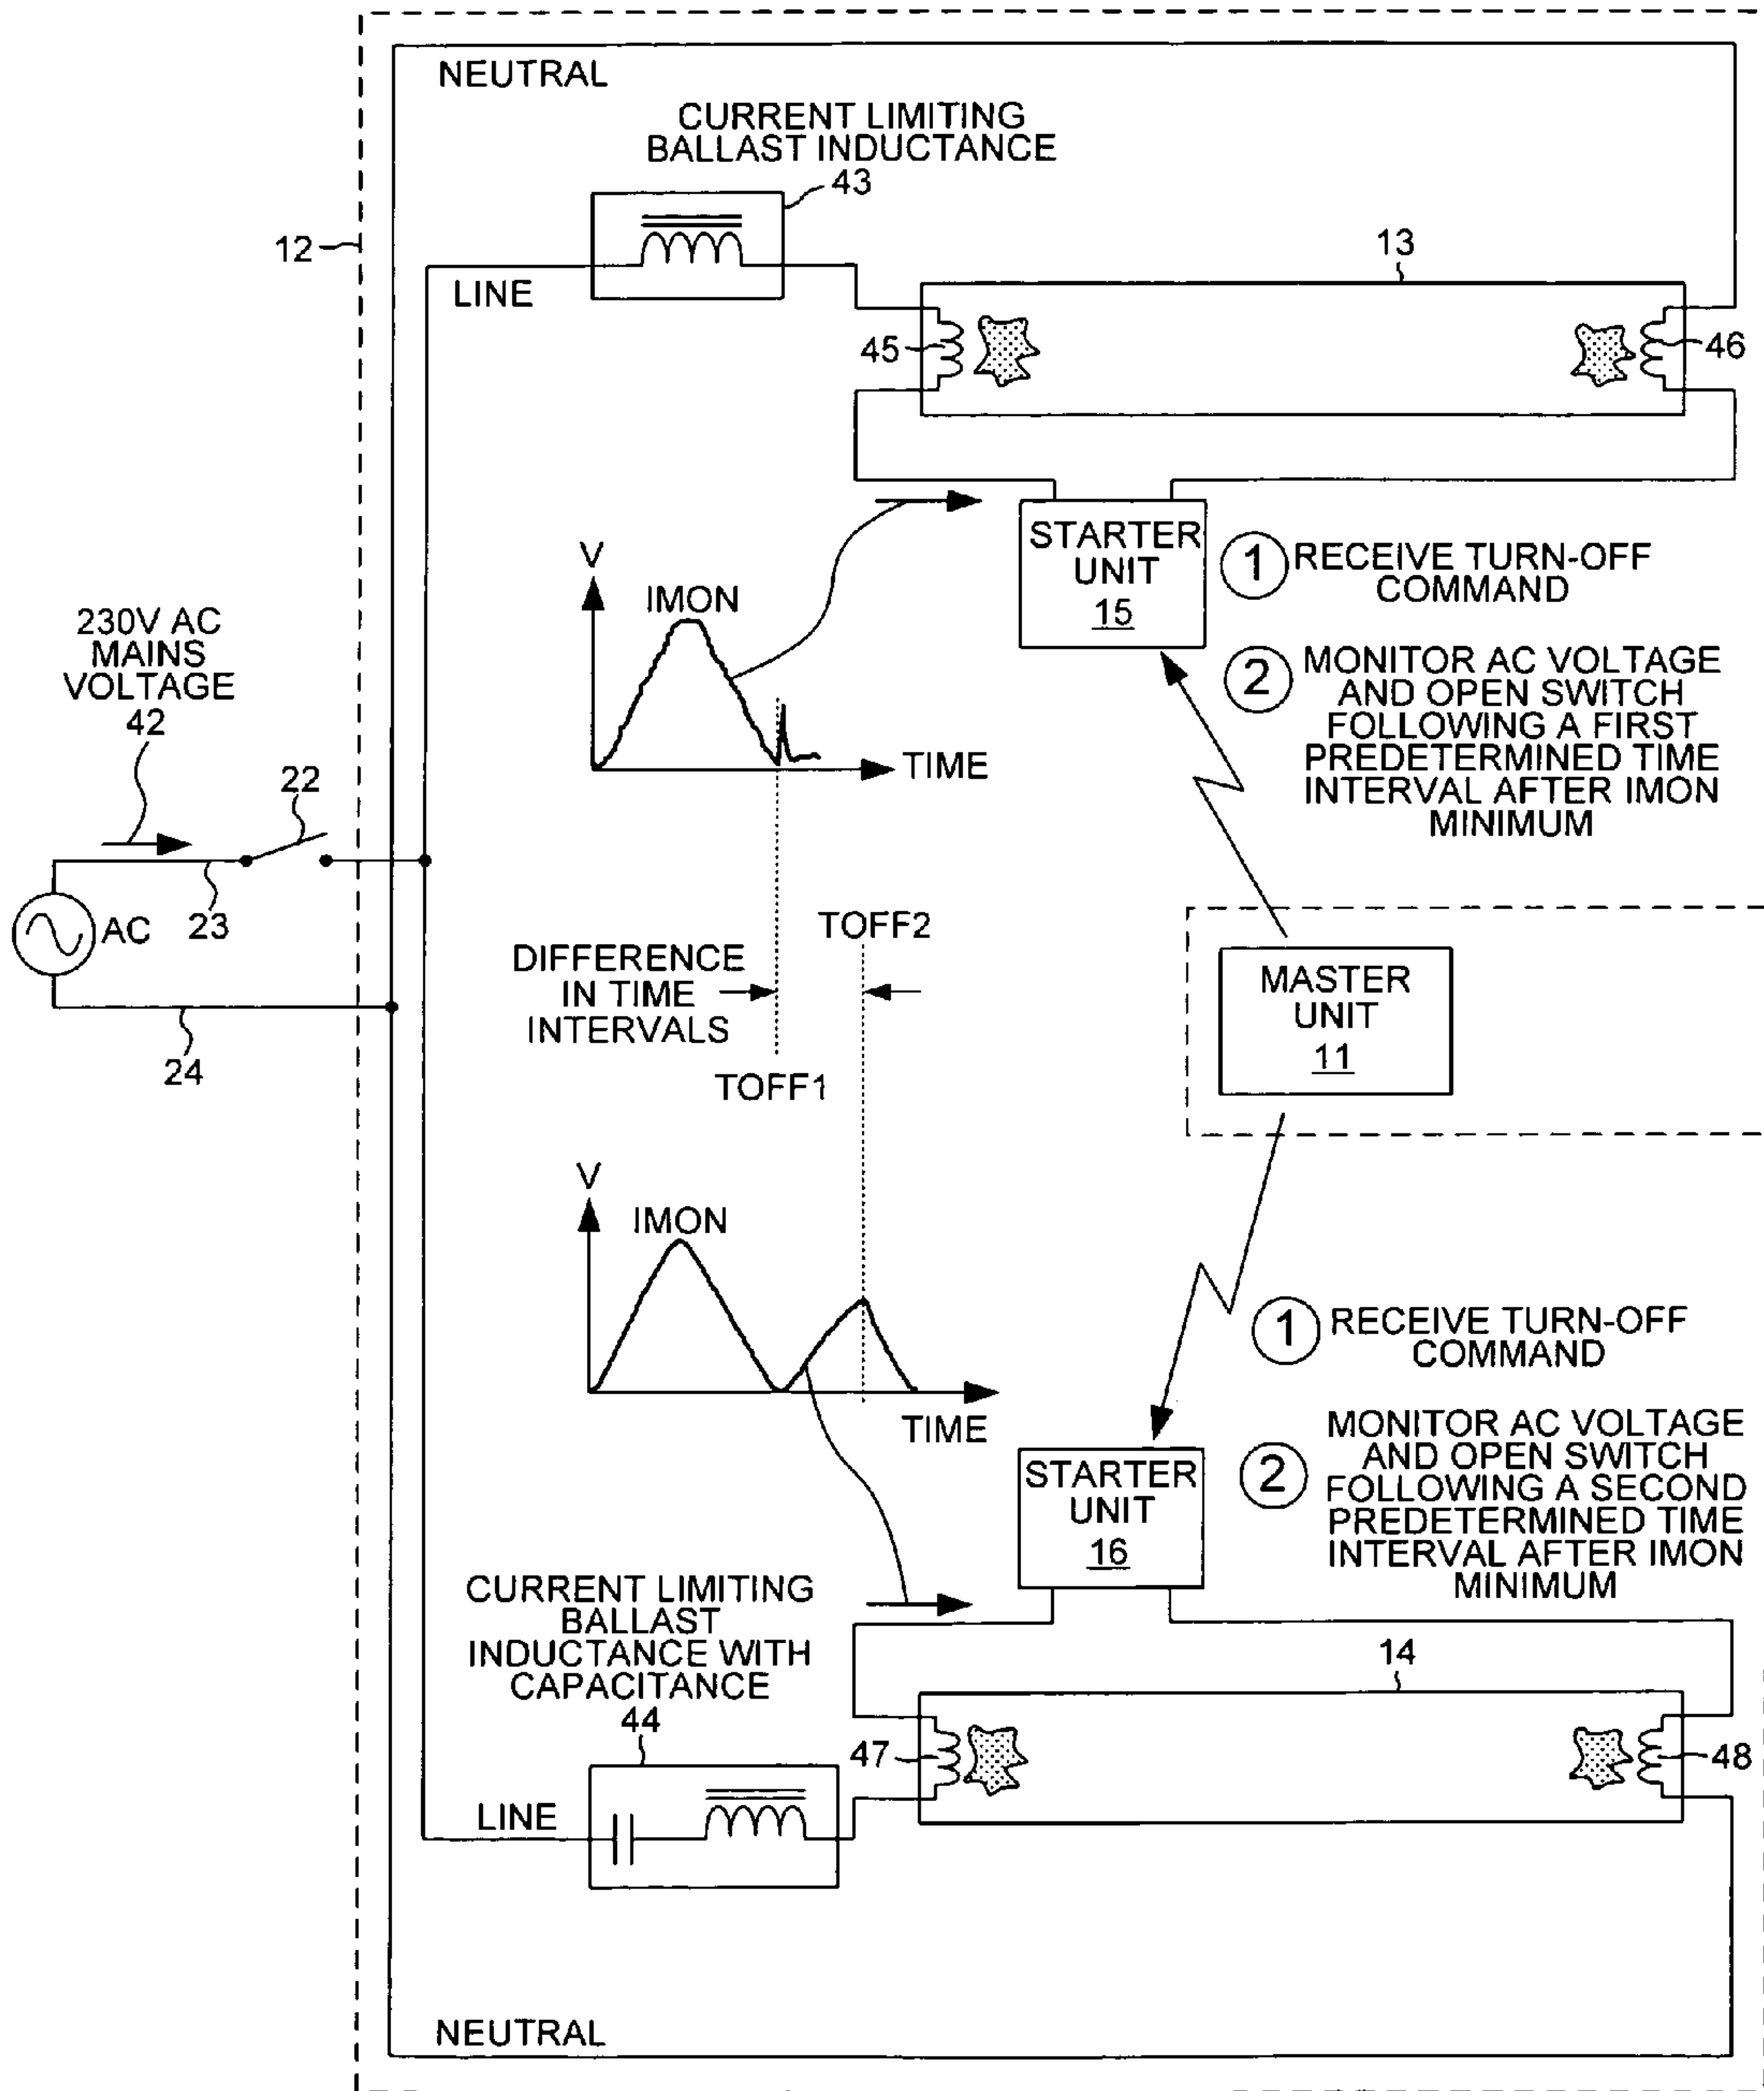 NEUTRAL
CURRENT LIMITING
BALLAST INDUCTANCE
43
12
LINE
13
45
46
STARTER
UNIT
15
1
RECEIVE TURN-OFF
COMMAND
2
MONITOR AC VOLTAGE
AND OPEN SWITCH
FOLLOWING A FIRST
PREDETERMINED TIME
INTERVAL AFTER IMON
MINIMUM
V
IMON
TIME
230V AC
MAINS
VOLTAGE
42
22
23
AC
24
TOFF2
DIFFERENCE
IN TIME
INTERVALS
TOFF1
MASTER
UNIT
11
V
IMON
TIME
1
RECEIVE TURN-OFF
COMMAND
2
MONITOR AC VOLTAGE
AND OPEN SWITCH
FOLLOWING A SECOND
PREDETERMINED TIME
INTERVAL AFTER IMON
MINIMUM
STARTER
UNIT
16
CURRENT LIMITING
BALLAST
INDUCTANCE WITH
CAPACITANCE
44
14
47
48
LINE
NEUTRAL